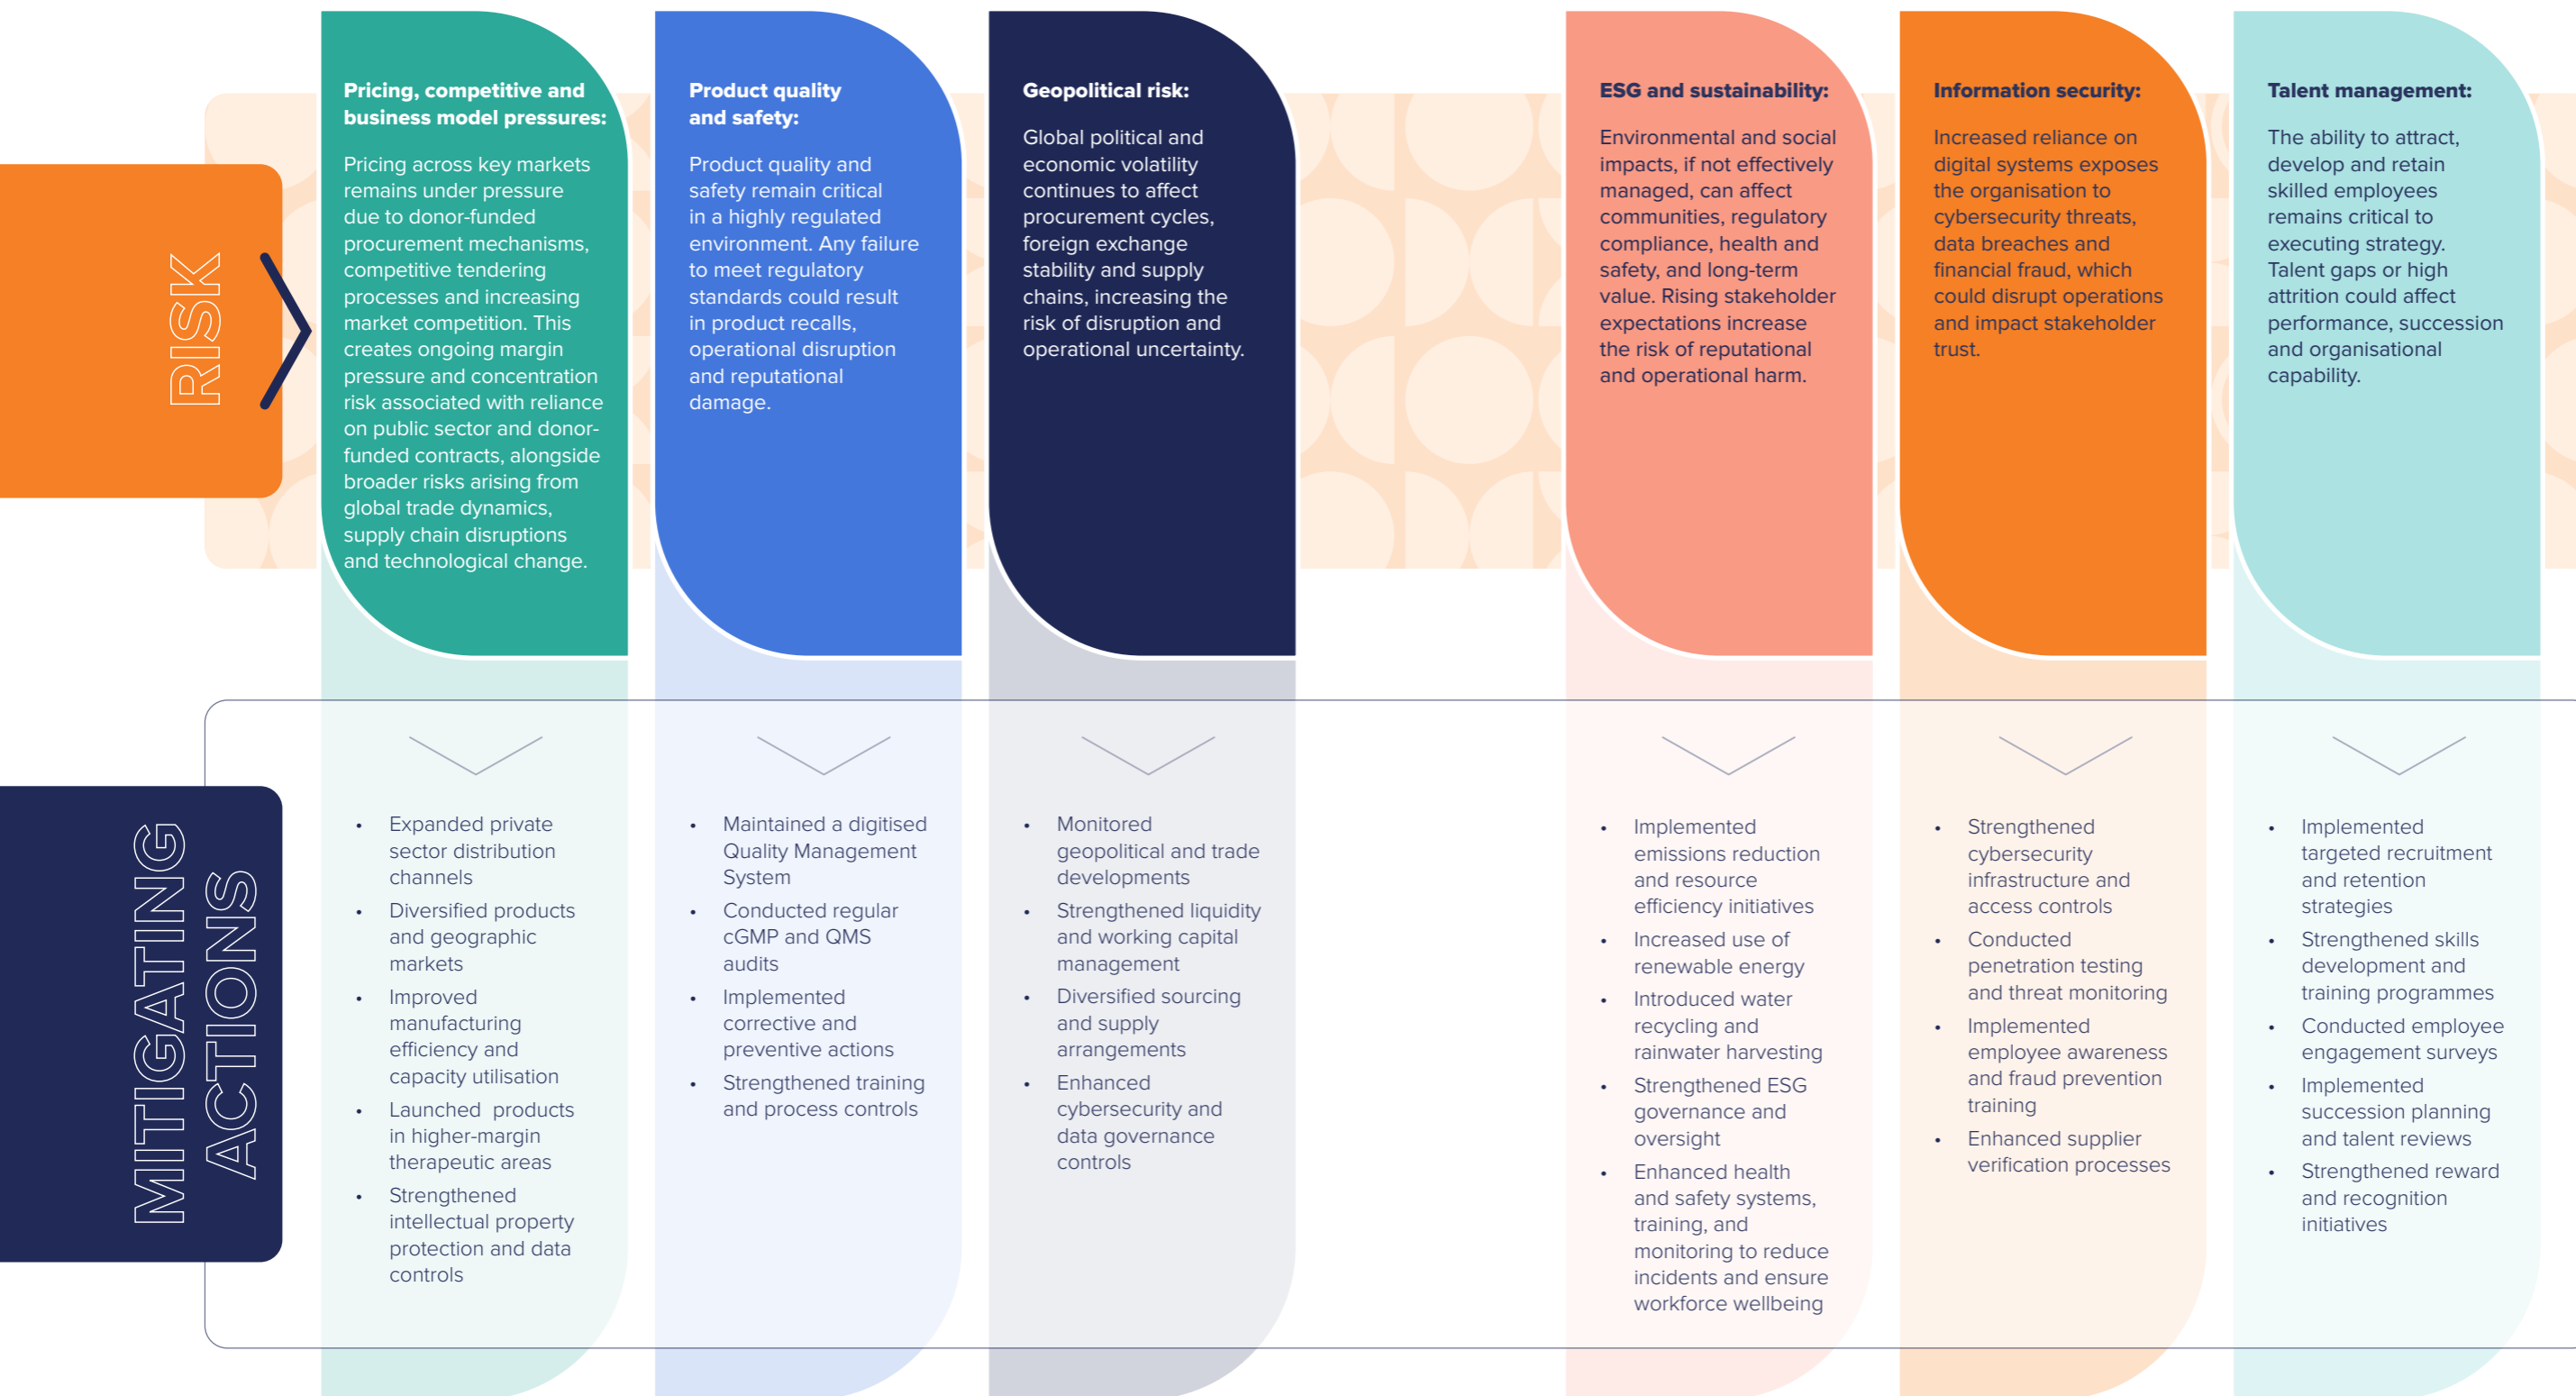 RISK
Pricing, competitive and
business model pressures:
Pricing across key markets
remains under pressure
due to donor-funded
procurement mechanisms,
competitive tendering
processes and increasing
market competition. This
creates ongoing margin
pressure and concentration
risk associated with reliance
on public sector and donor-
funded contracts, alongside
broader risks arising from
global trade dynamics,
supply chain disruptions
and technological change.
Product quality
and safety:
Product quality and
safety remain critical
in a highly regulated
environment. Any failure
to meet regulatory
standards could result
in product recalls,
operational disruption
and reputational
damage.
Geopolitical risk:
Global political and
economic volatility
continues to affect
procurement cycles,
foreign exchange
stability and supply
chains, increasing the
risk of disruption and
operational uncertainty.
ESG and sustainability:
Environmental and social
impacts, if not effectively
managed, can affect
communities, regulatory
compliance, health and
safety, and long-term
value. Rising stakeholder
expectations increase
the risk of reputational
and operational harm.
Information security:
Increased reliance on
digital systems exposes
the organisation to
cybersecurity threats,
data breaches and
financial fraud, which
could disrupt operations
and impact stakeholder
trust.
Talent management:
The ability to attract,
develop and retain
skilled employees
remains critical to
executing strategy.
Talent gaps or high
attrition could affect
performance, succession
and organisational
capability.
MITIGATING
ACTIONS
• Expanded private
sector distribution
channels
• Diversified products
and geographic
markets
• Improved
manufacturing
efficiency and
capacity utilisation
• Launched  products
in higher-margin
therapeutic areas
• Strengthened
intellectual property
protection and data
controls
• Maintained a digitised
Quality Management
System
• Conducted regular
cGMP and QMS
audits
• Implemented
corrective and
preventive actions
• Strengthened training
and process controls
• Monitored
geopolitical and trade
developments
• Strengthened liquidity
and working capital
management
• Diversified sourcing
and supply
arrangements
• Enhanced
cybersecurity and
data governance
controls
• Implemented
emissions reduction
and resource
efficiency initiatives
• Increased use of
renewable energy
• Introduced water
recycling and
rainwater harvesting
• Strengthened ESG
governance and
oversight
• Enhanced health
and safety systems,
training, and
monitoring to reduce
incidents and ensure
workforce wellbeing
• Strengthened
cybersecurity
infrastructure and
access controls
• Conducted
penetration testing
and threat monitoring
• Implemented
employee awareness
and fraud prevention
training
• Enhanced supplier
verification processes
• Implemented
targeted recruitment
and retention
strategies
• Strengthened skills
development and
training programmes
• Conducted employee
engagement surveys
• Implemented
succession planning
and talent reviews
• Strengthened reward
and recognition
initiatives